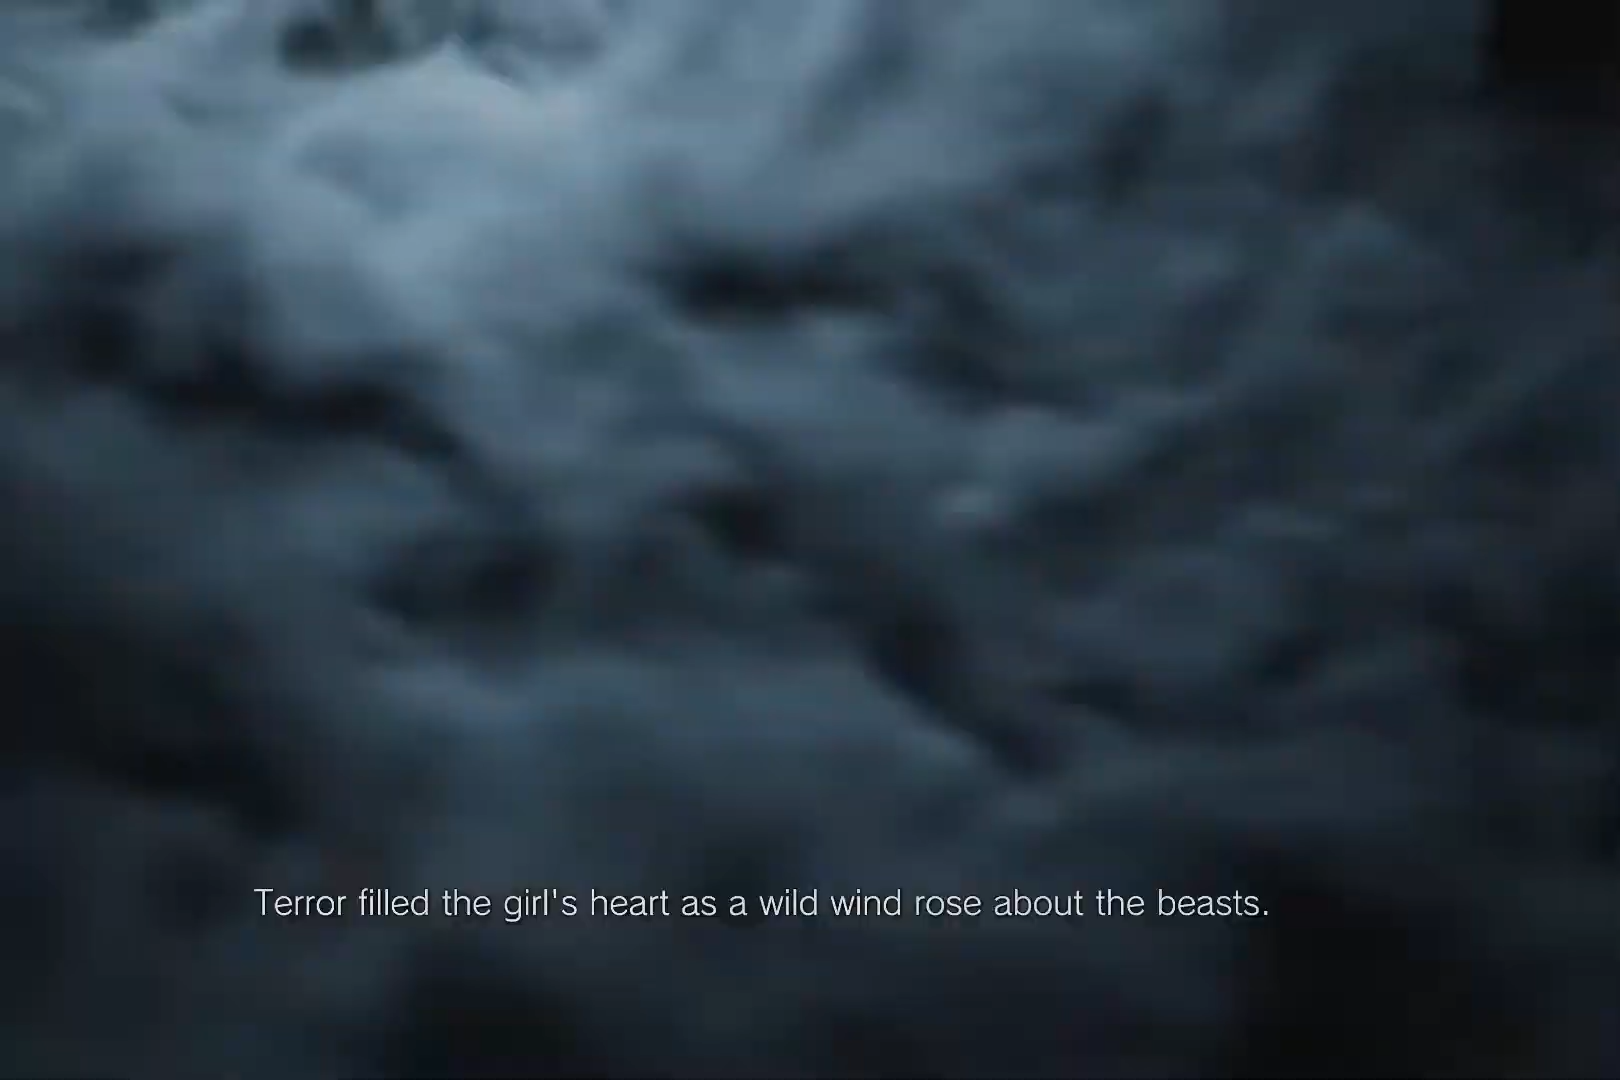 Terror filled the girl's heart as a wild wind rose about the beasts.